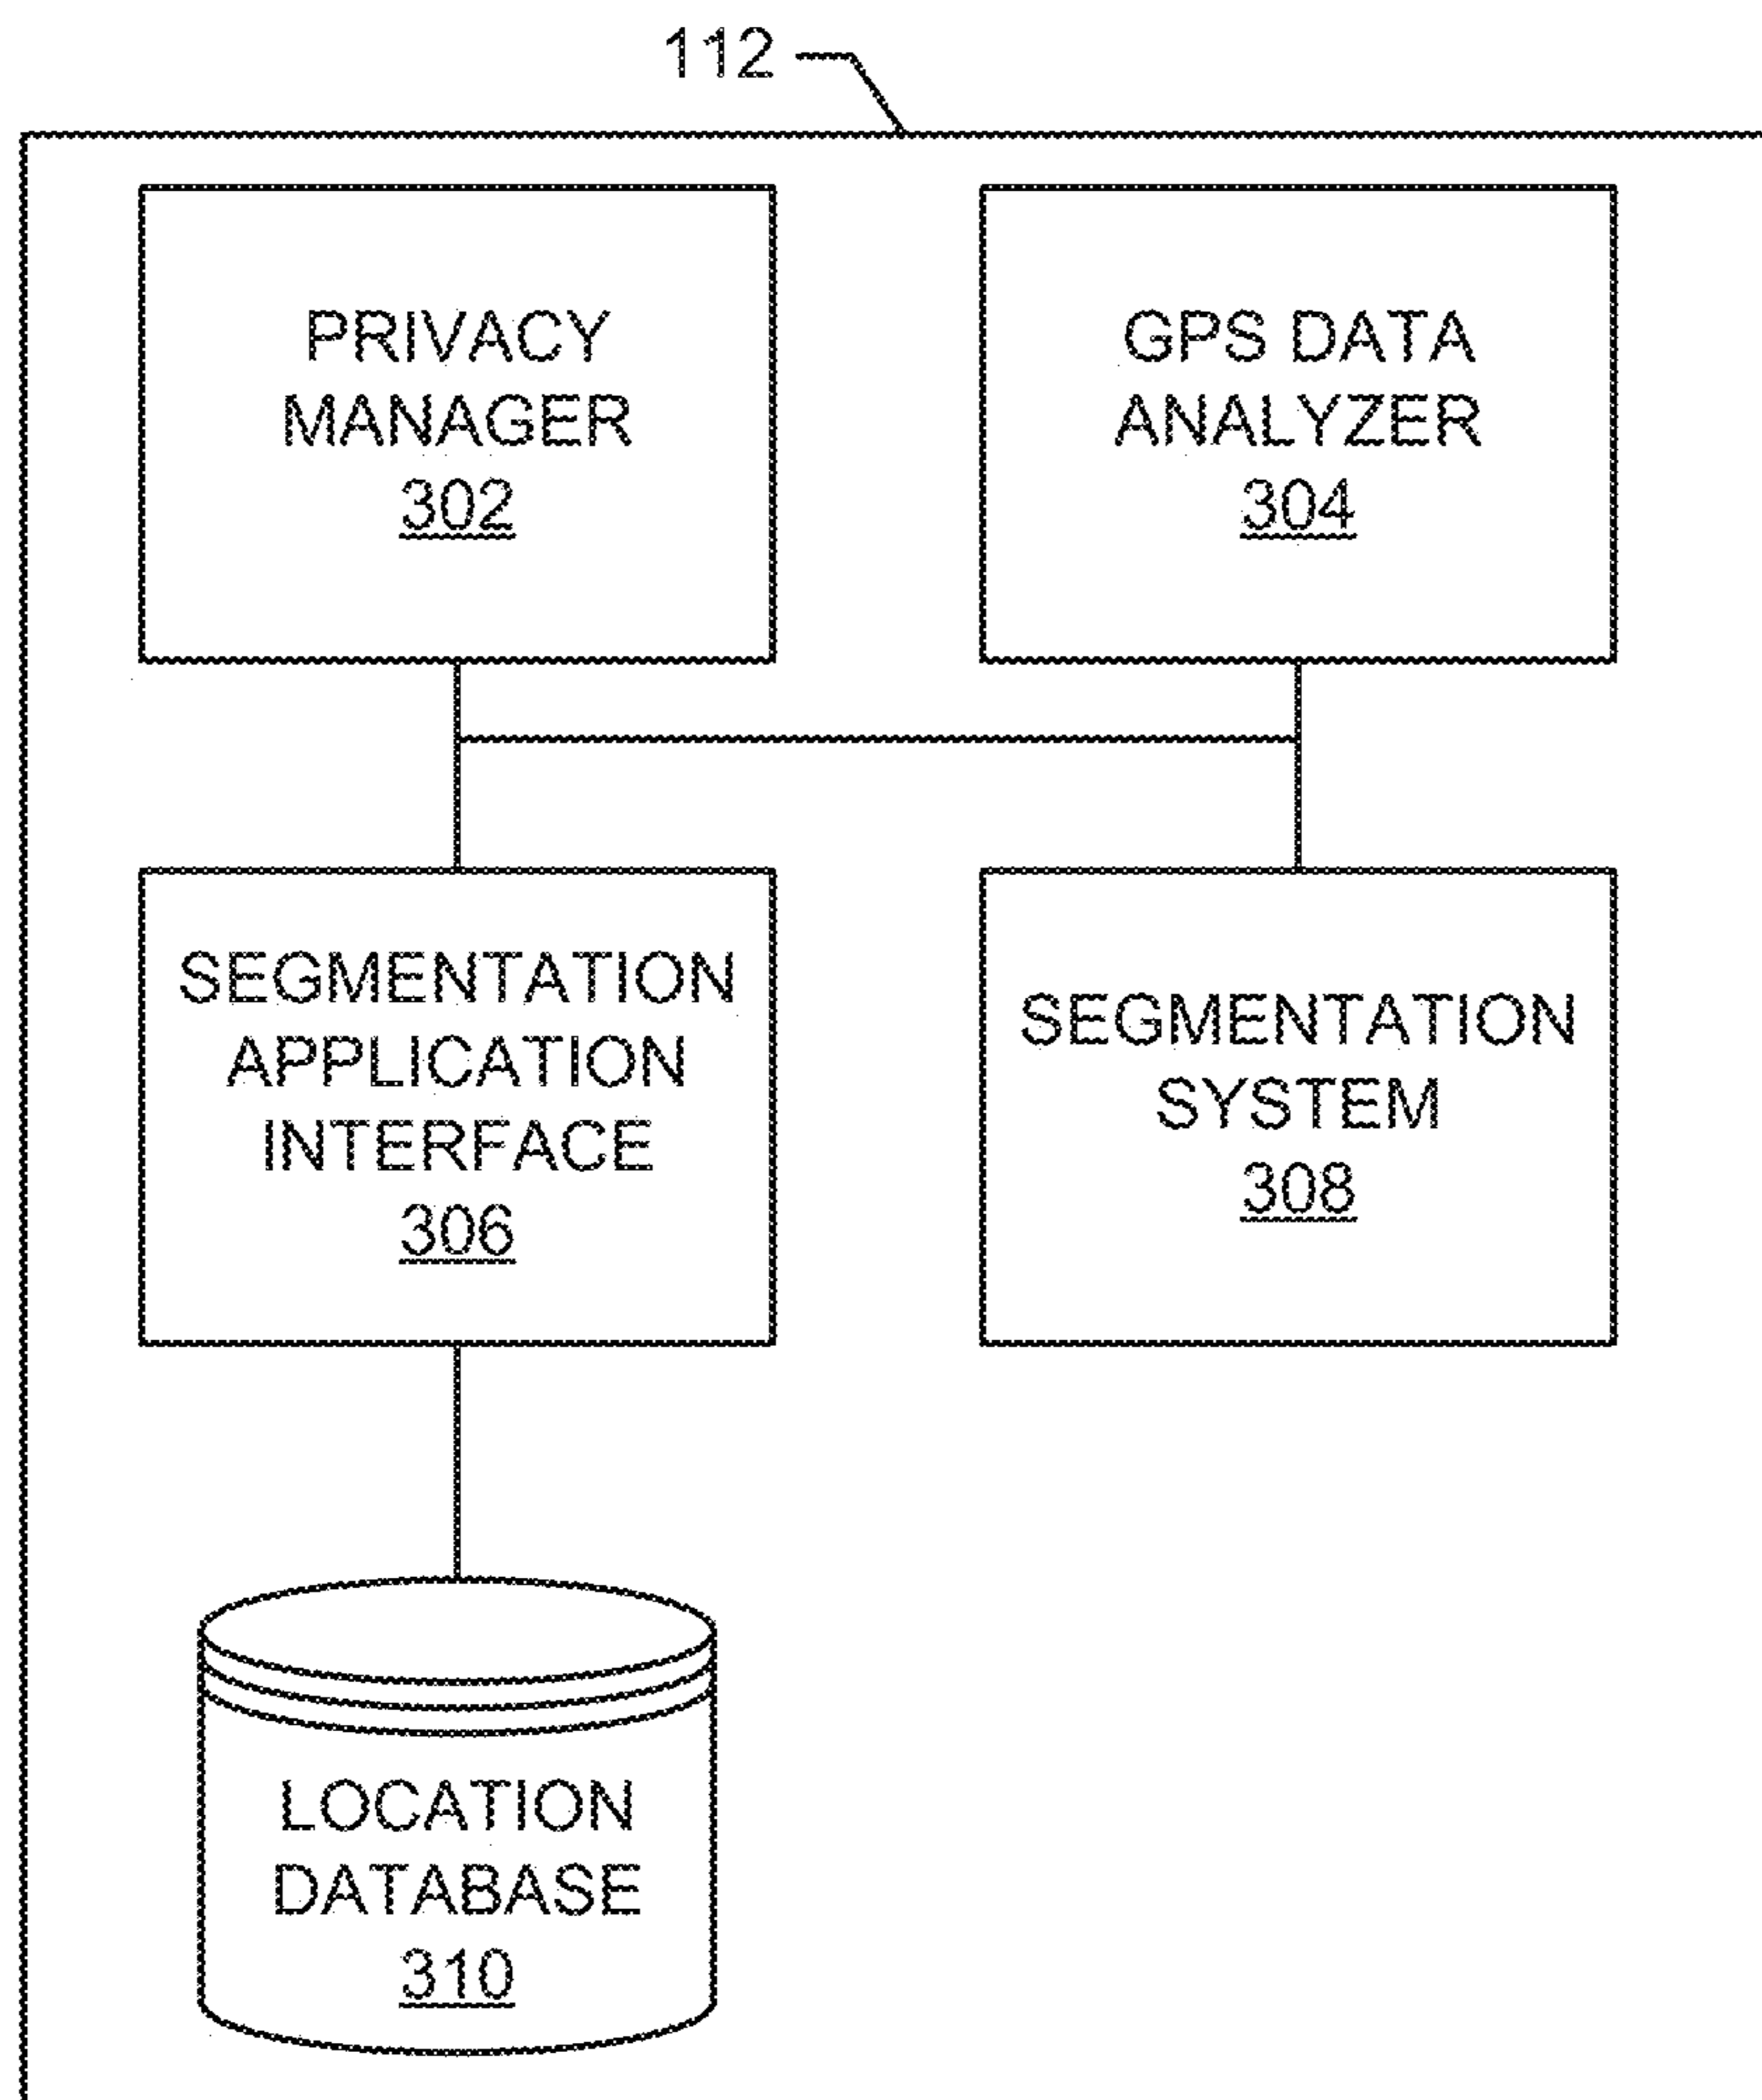 112
PRIVACY
MANAGER
302
GPS DATA
ANALYZER
304
SEGMENTATION
APPLICATION
INTERFACE
306
SEGMENTATION
SYSTEM
308
LOCATION
DATABASE
310